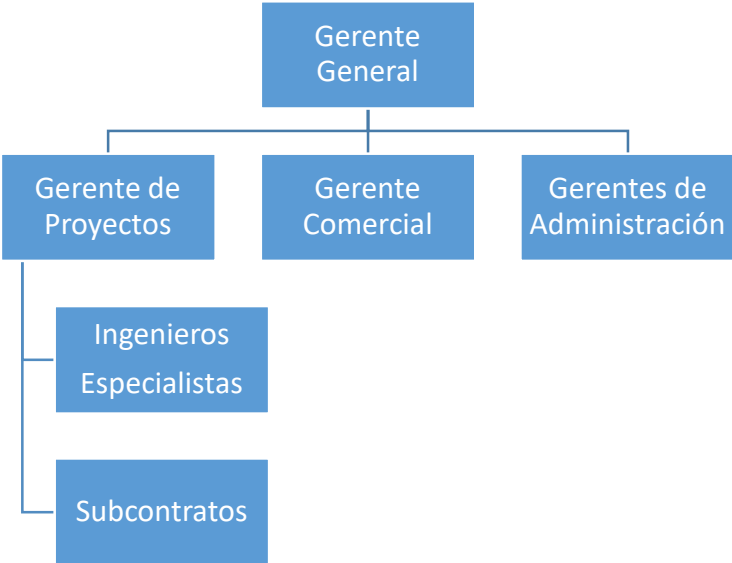 Gerente
General
Gerente de
Proyectos
Gerente
Comercial
Gerentes de
Administración
Ingenieros
Especialistas
Subcontratos